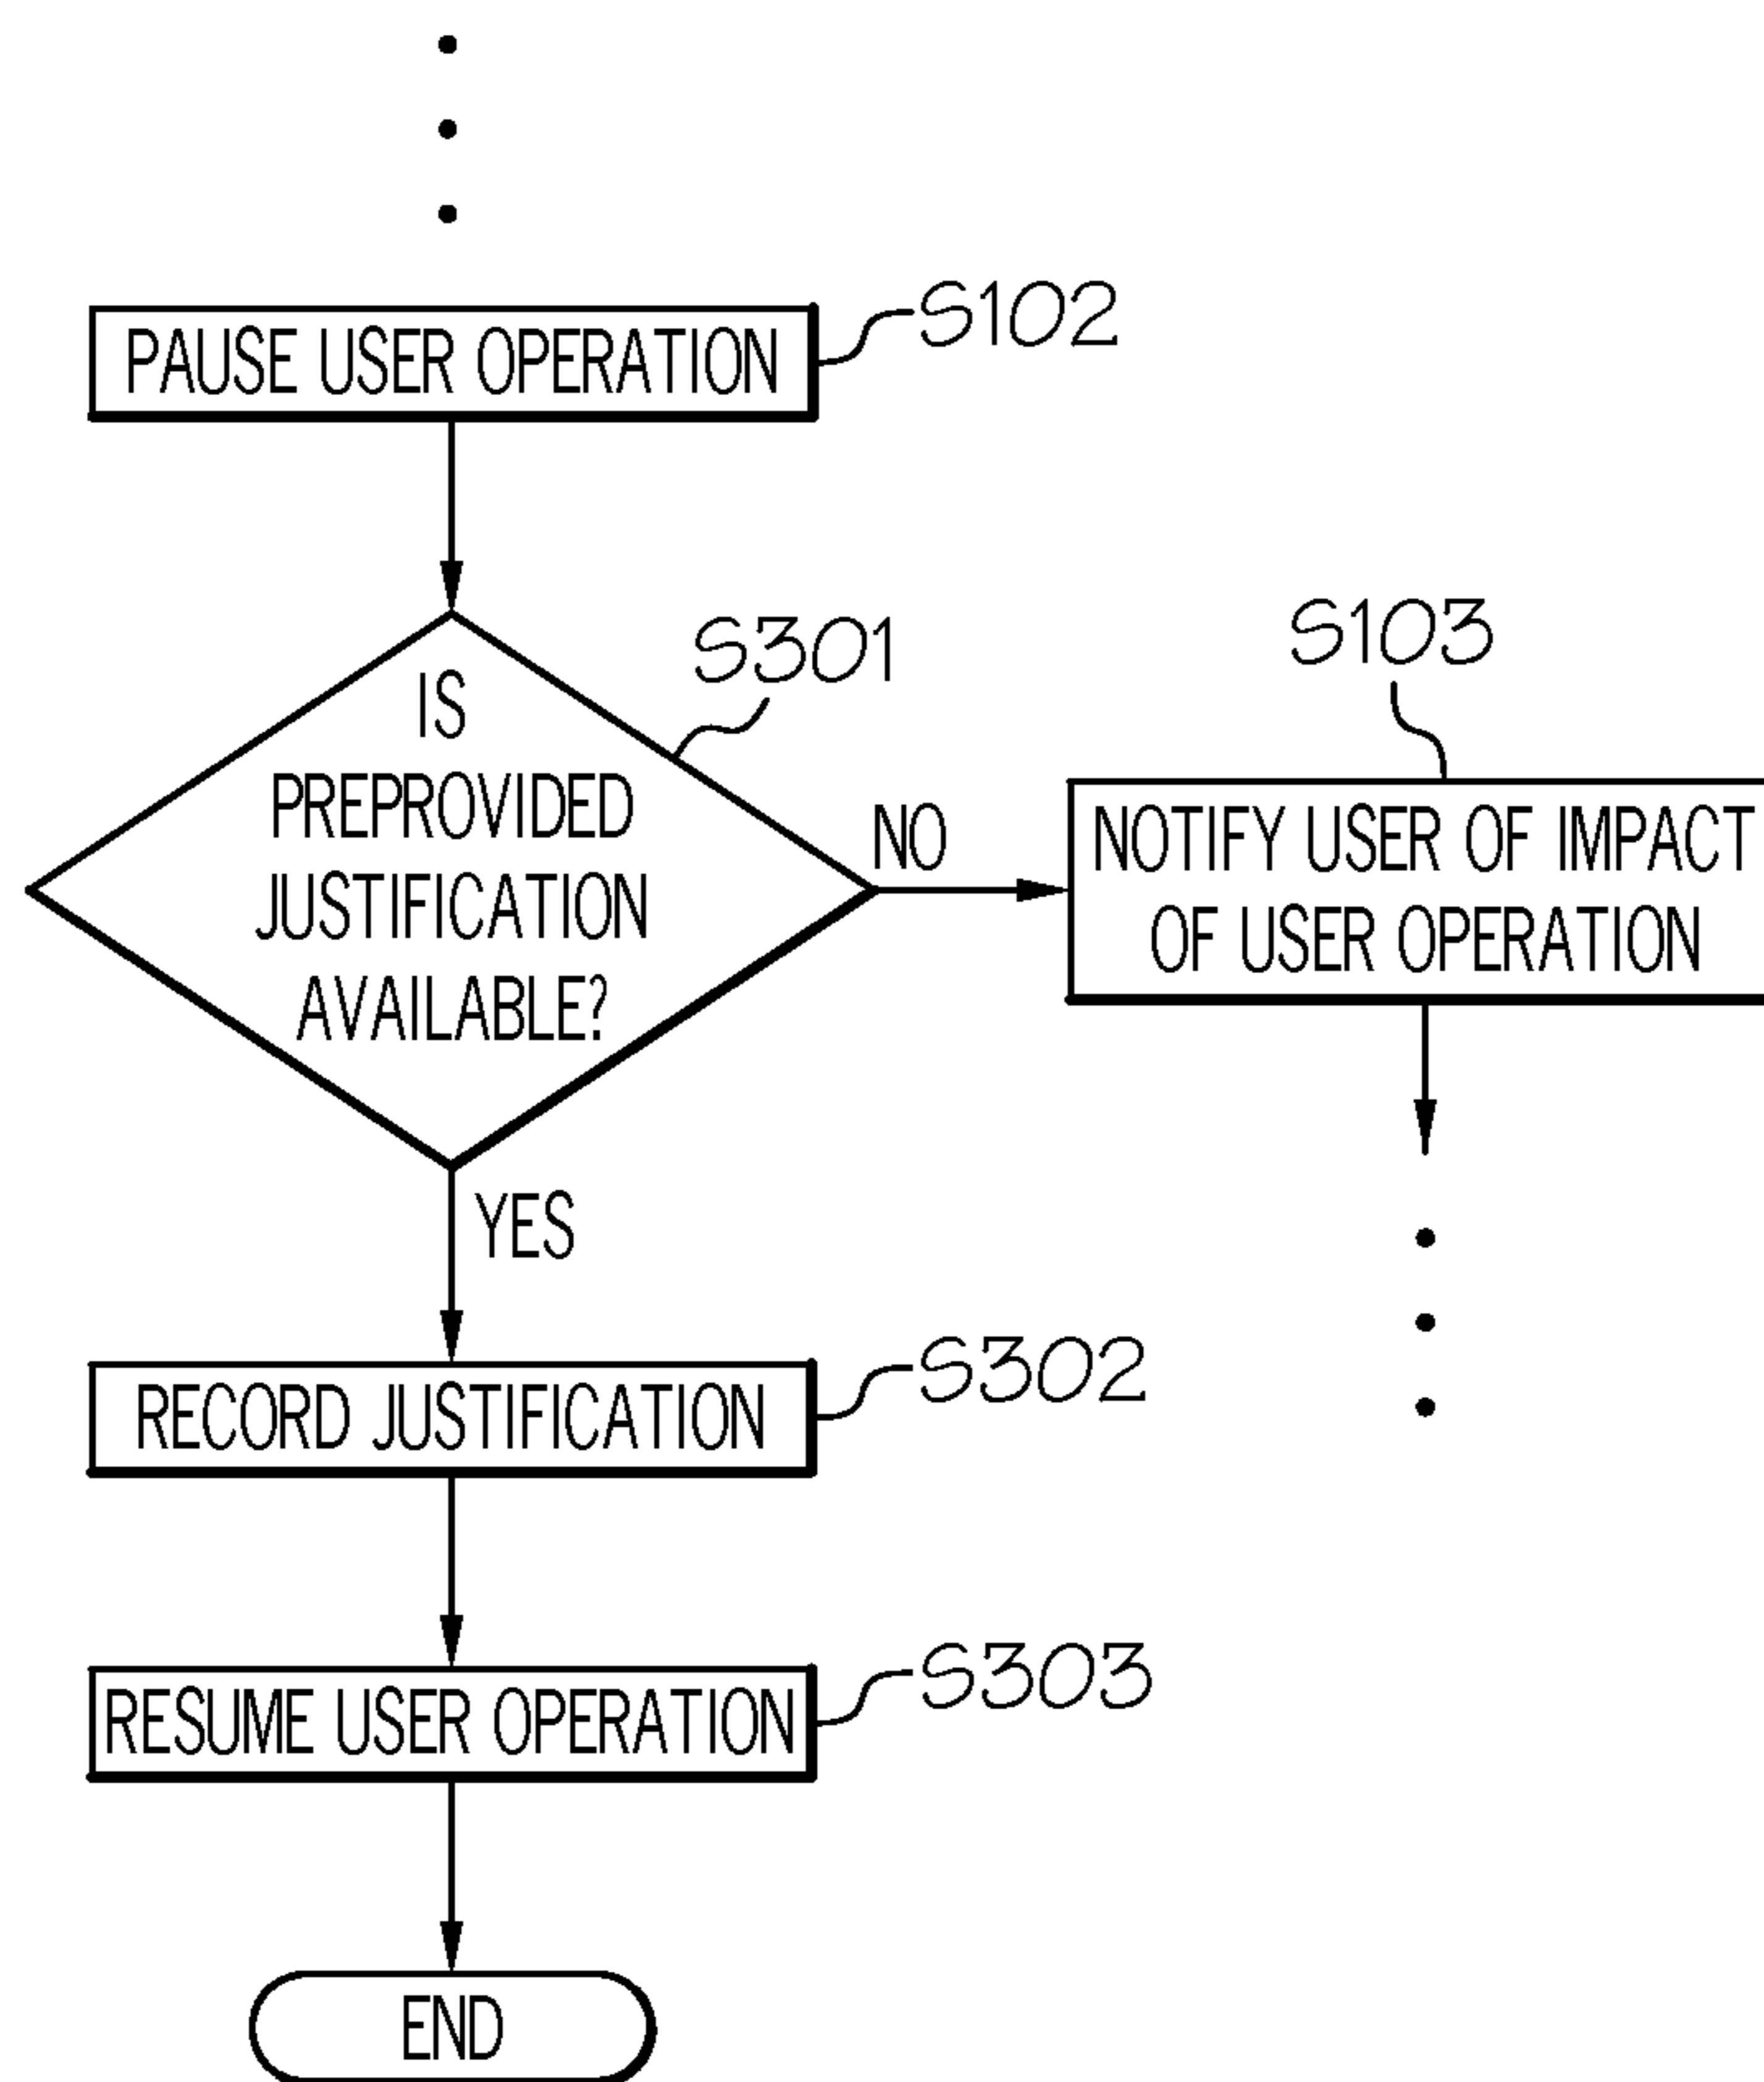 PAUSE USER OPERATION
S102
IS
PREPROVIDED
JUSTIFICATION
AVAILABLE?
S301
NO
S103
NOTIFY USER OF IMPACT
OF USER OPERATION
YES
RECORD JUSTIFICATION
S302
RESUME USER OPERATION
S303
END